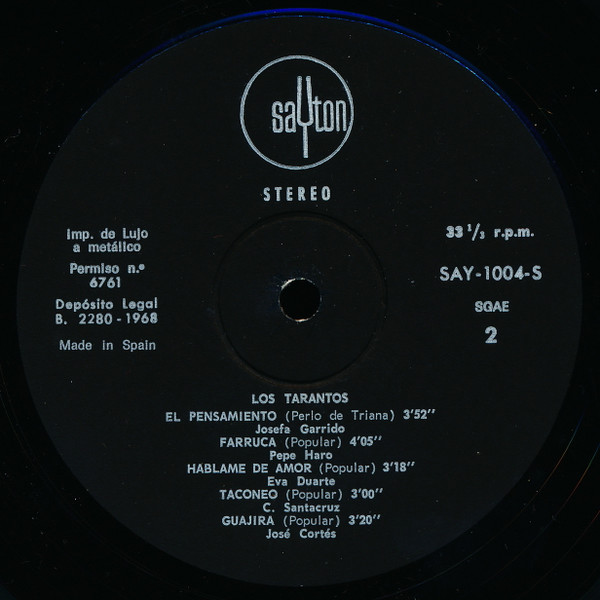 sayton
STEREO
Imp. de Lujo
a metálico
Permiso n.º
6761
Depósito Legal
B. 2280-1968
Made in Spain
33 1/3 r.p.m.
SAY-1004-S
SGAE
2
LOS TARANTOS
EL PENSAMIENTO (Perlo de Triana) 3'52''
Josefa Garrido
FARRUCA (Popular) 4'05''
Pepe Haro
HABLAME DE AMOR (Popular) 3'18''
Eva Duarte
TACONEO (Popular) 3'00''
C. Santacruz
GUAJIRA (Popular) 3'20''
José Cortés